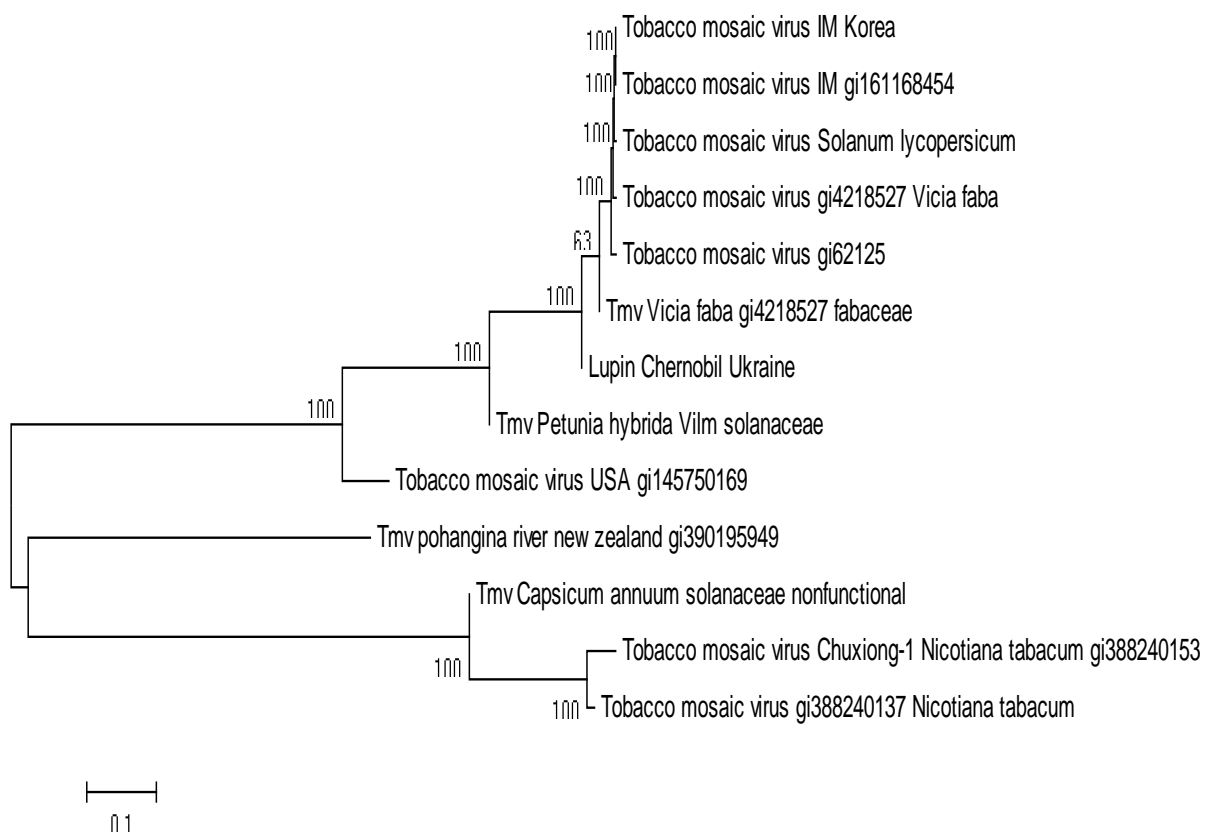 Tobacco mosaic virus IM Korea
100
Tobacco mosaic virus IM gi161168454
100
Tobacco mosaic virus Solanum lycopersicum
100
Tobacco mosaic virus gi4218527 Vicia faba
100
Tobacco mosaic virus gi62125
63
Tmv Vicia faba gi4218527 fabaceae
100
Lupin Chernobil Ukraine
100
Tmv Petunia hybrida Vilm solanaceae
100
Tobacco mosaic virus USA gi145750169
Tmv pohangina river new zealand gi390195949
Tmv Capsicum annuum solanaceae nonfunctional
Tobacco mosaic virus Chuxiong-1 Nicotiana tabacum gi388240153
100
Tobacco mosaic virus gi388240137 Nicotiana tabacum
100
0.1